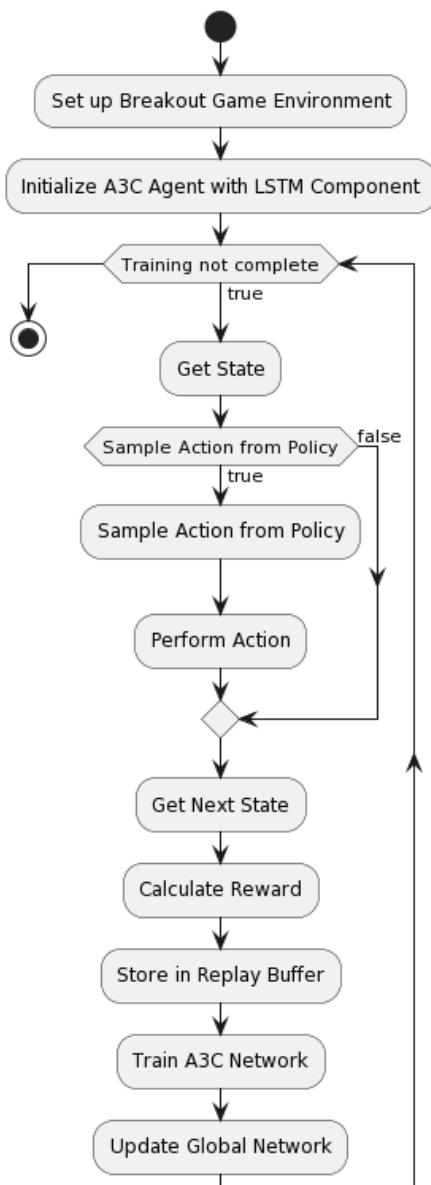 Set up Breakout Game Environment
Initialize A3C Agent with LSTM Component
Training not complete
true
Get State
Sample Action from Policy
false
true
Sample Action from Policy
Perform Action
Get Next State
Calculate Reward
Store in Replay Buffer
Train A3C Network
Update Global Network